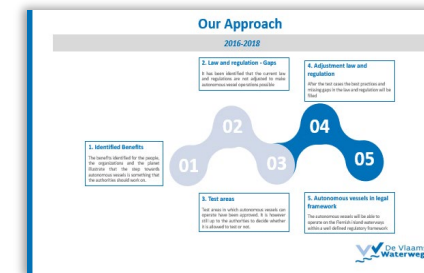 Our Approach
2016-2018
2. Law and regulation - Gaps
It has been identified that the current law
and regulations are not adjusted to make
autonomous vessel operations possible
4. Adjustment law and
regulation
After the test cases the best practices and
missing gaps in the law and regulation will be
filled
02
04
1. Identified Benefits
The benefits identified for the people,
the organizations and the planet
illustrate that the step towards
autonomous vessels is something that
the authorities should work on.
01
03
05
3. Test areas
Test areas in which autonomous vessels can
operate have been approved. It is however
still up to the authorities to decide whether
it is allowed to test or not.
5. Autonomous vessels in legal
framework
The autonomous vessels will be able to
operate on the Flemish inland waterways
within a well defined regulatory framework
De Vlaams
Waterweg